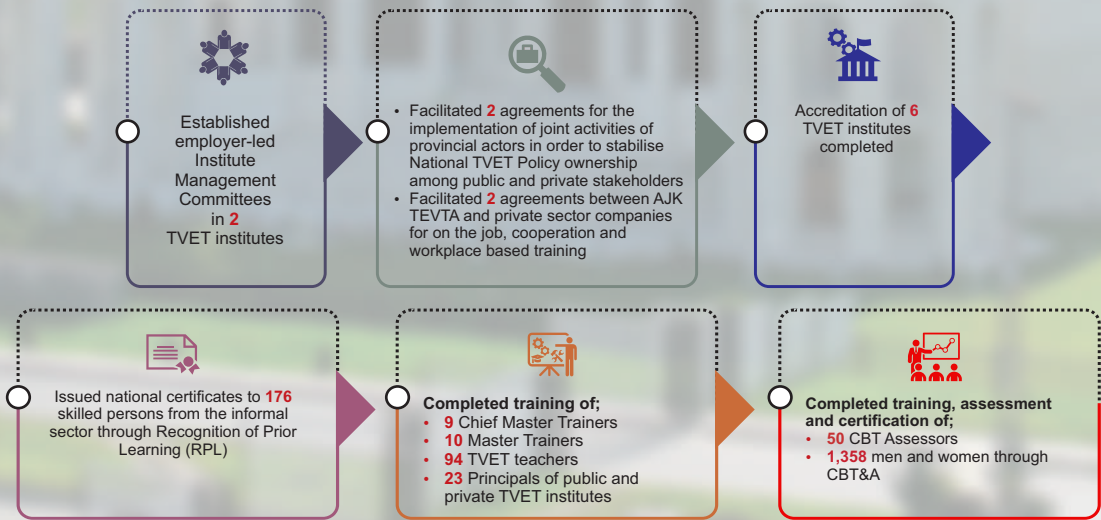 Established
employer-led
Institute
Management
Committees
in 2
TVET institutes
• Facilitated 2 agreements for the
implementation of joint activities of
provincial actors in order to stabilise
National TVET Policy ownership
among public and private stakeholders
• Facilitated 2 agreements between AJK
TEVTA and private sector companies
for on the job, cooperation and
workplace based training
Accreditation of 6
TVET institutes
completed
Issued national certificates to 176
skilled persons from the informal
sector through Recognition of Prior
Learning (RPL)
Completed training of;
• 9 Chief Master Trainers
• 10 Master Trainers
• 94 TVET teachers
• 23 Principals of public and
private TVET institutes
Completed training, assessment
and certification of;
• 50 CBT Assessors
• 1,358 men and women through
CBT&A